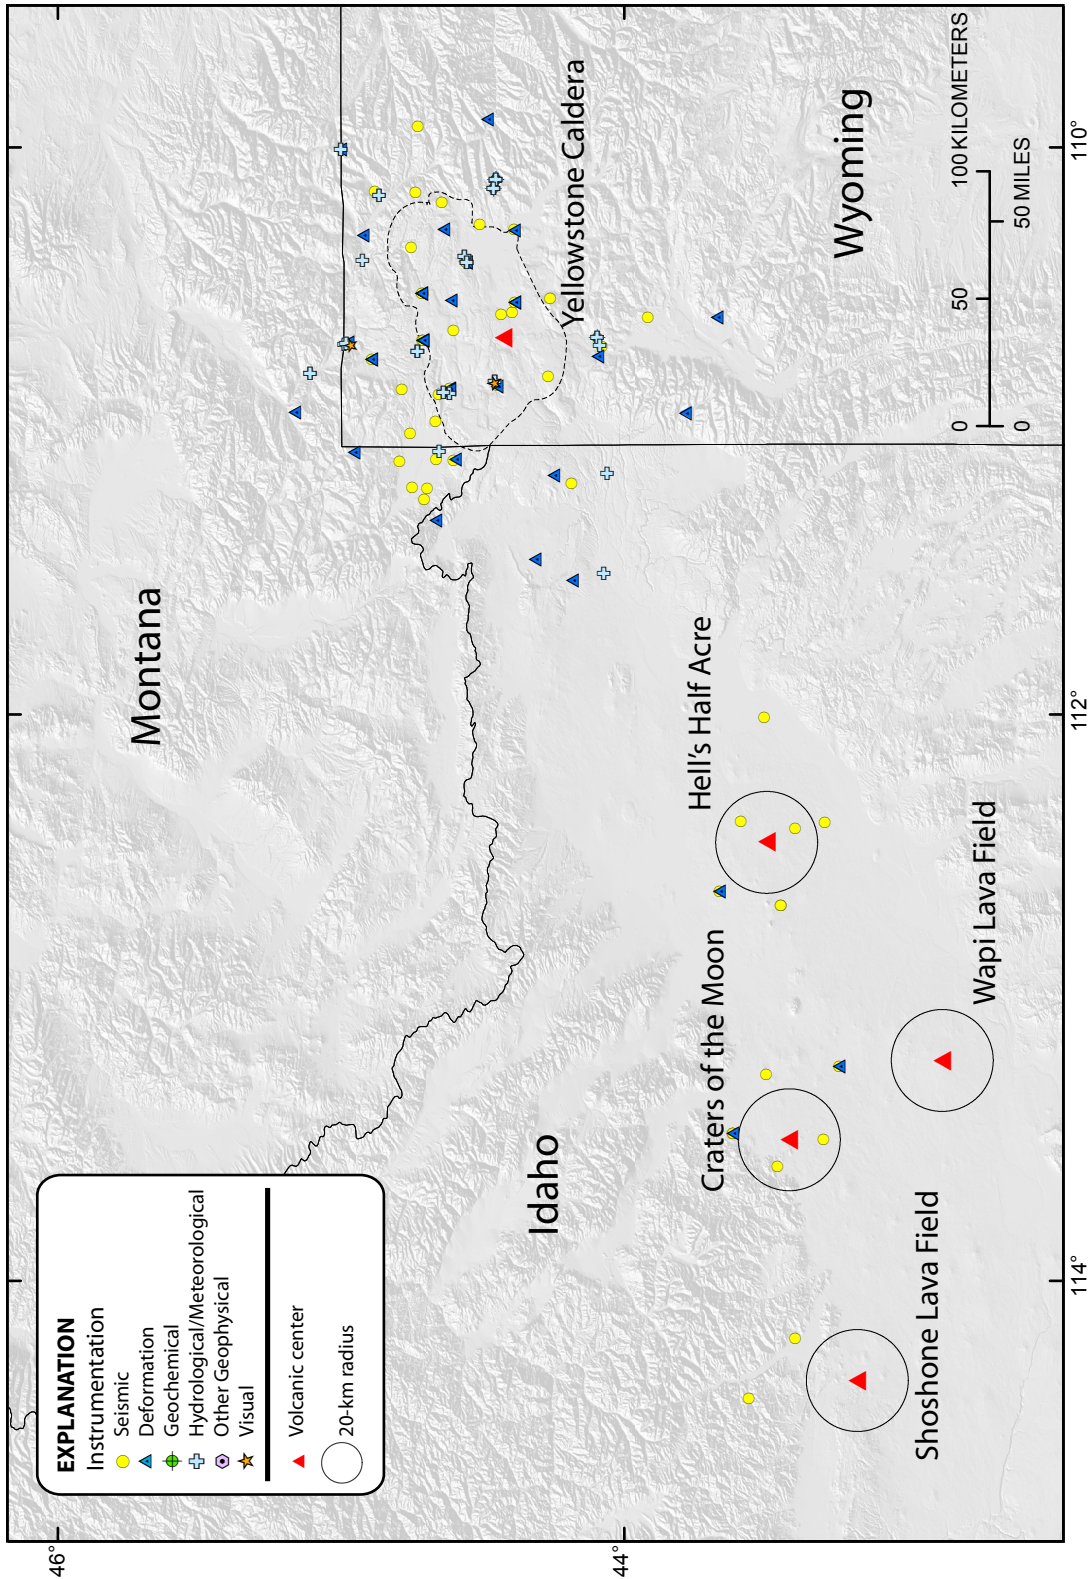 EXPLANATION
Instrumentation
Seismic
Deformation
Geochemical
Hydrological/Meteorological
Other Geophysical
Visual
Volcanic center
20-km radius
Montana
Idaho
Wyoming
Yellowstone Caldera
Hell's Half Acre
Craters of the Moon
Wapi Lava Field
Shoshone Lava Field
0 50 100 KILOMETERS
0 50 MILES
46°
44°
114°
112°
110°